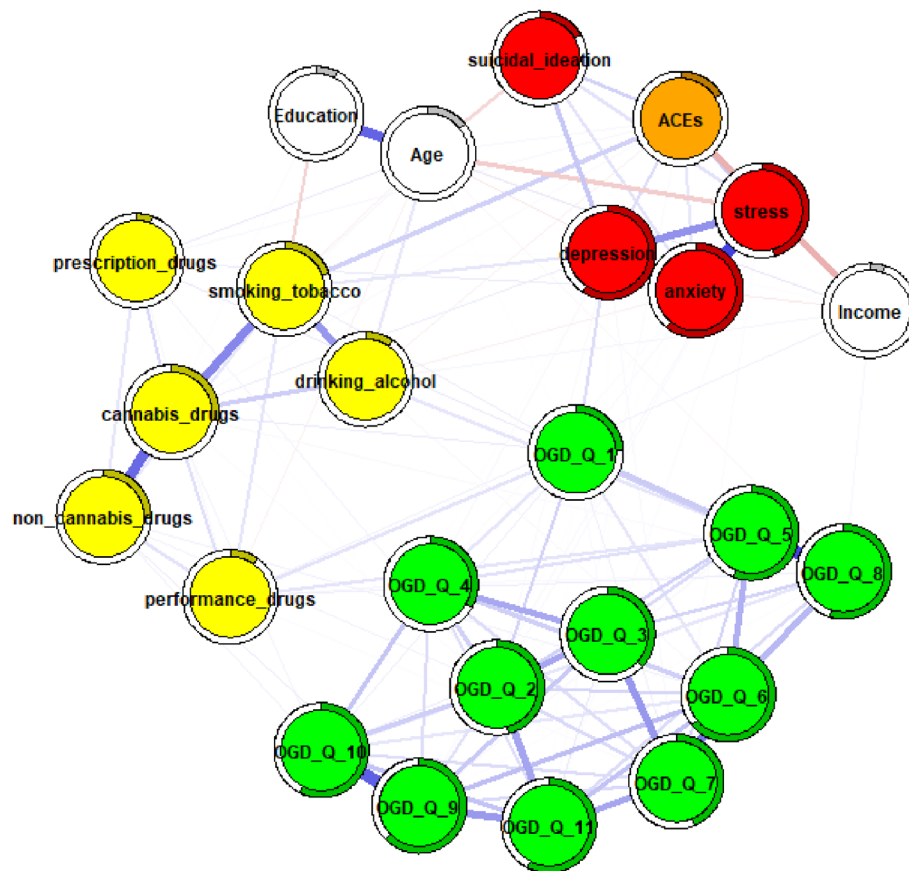 suicidal_ideation
Education
ACEs
Age
stress
prescription_drugs
depression
smoking_tobacco
anxiety
Income
drinking_alcohol
cannabis_drugs
OGD_Q_1
non_cannabis_drugs
OGD_Q_5
OGD_Q_8
OGD_Q_4
performance_drugs
OGD_Q_3
OGD_Q_2
OGD_Q_6
OGD_Q_10
OGD_Q_7
OGD_Q_9
OGD_Q_11